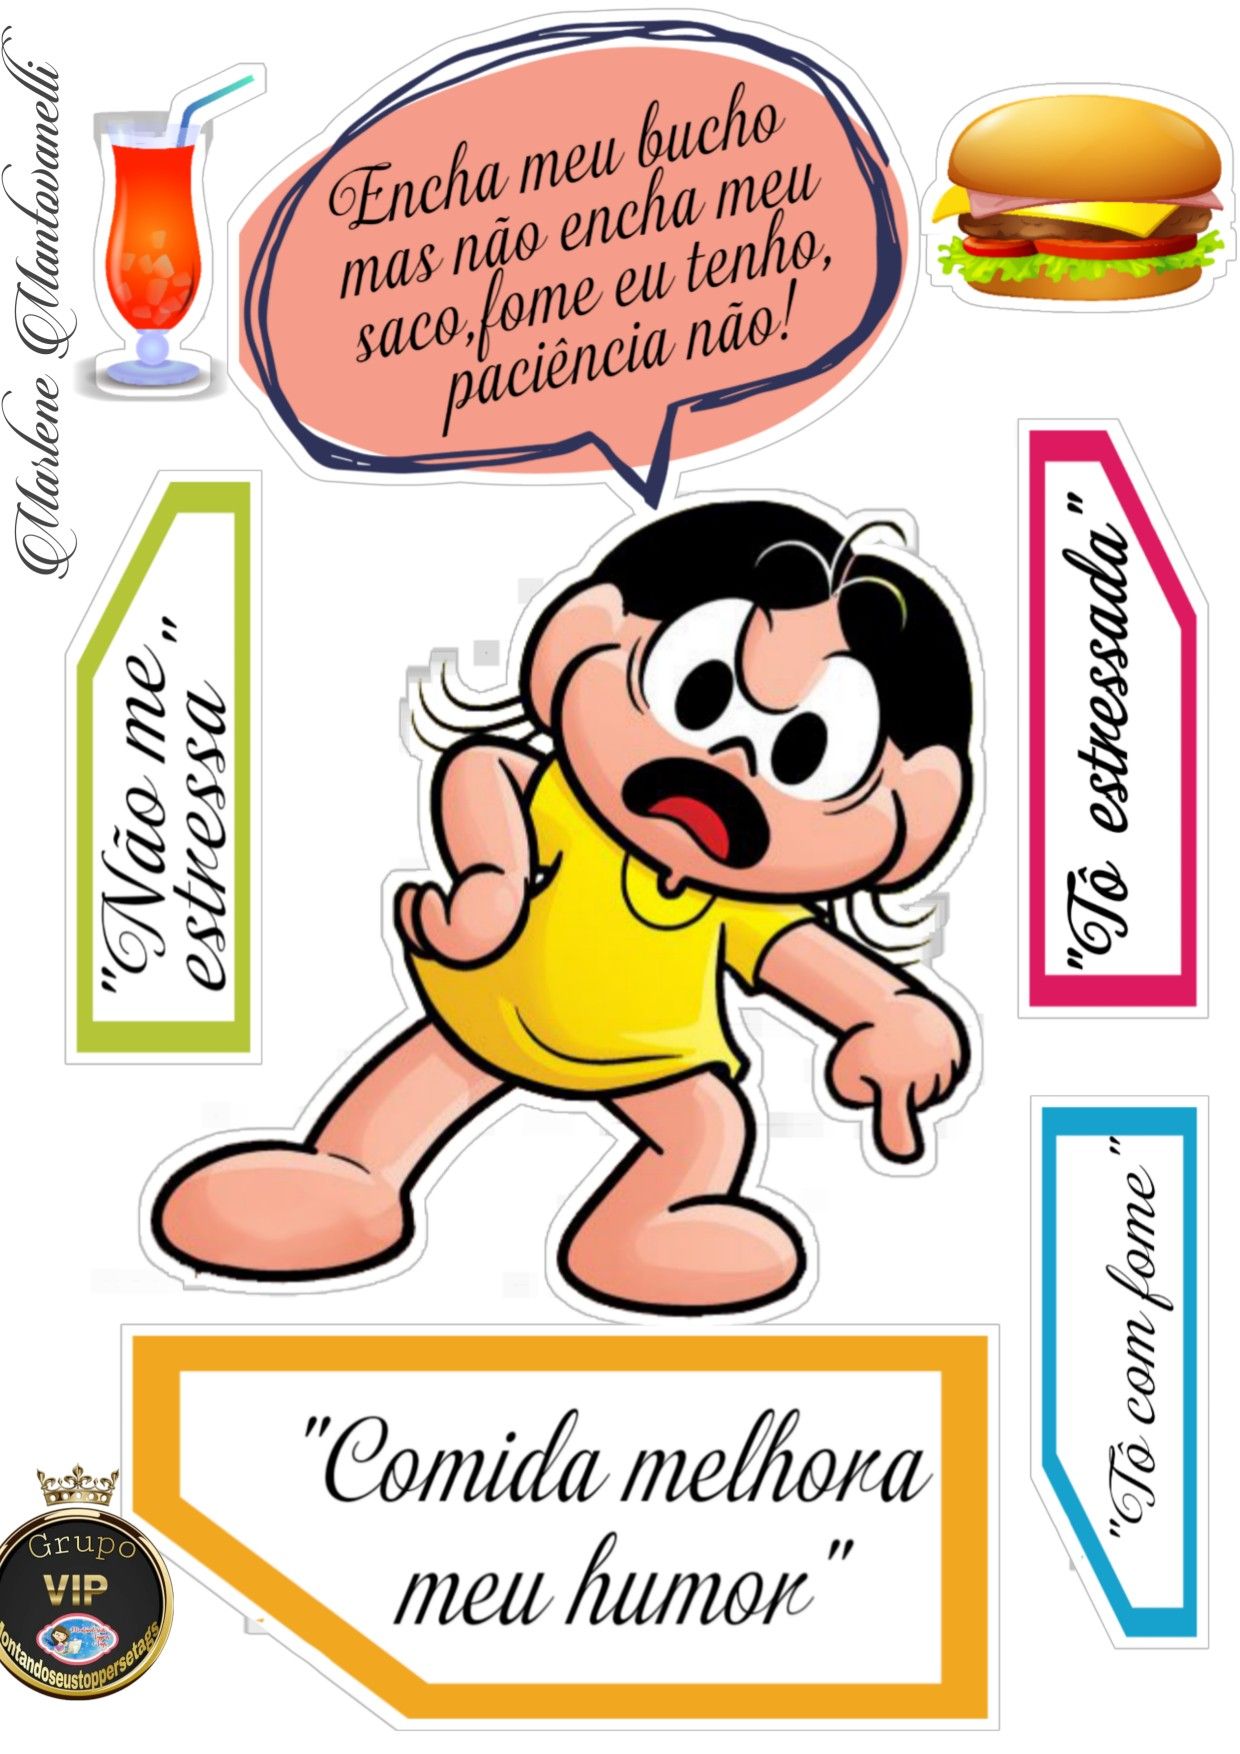 Marlene Mantovanelli
Encha meu bucho
mas não encha meu
saco,fome eu tenho,
paciência não!
"Não me"
estressa
"Tô estressada"
"Tô com fome"
"Comida melhora
meu humor"
Grupo
VIP
Montandoseustoppersetags